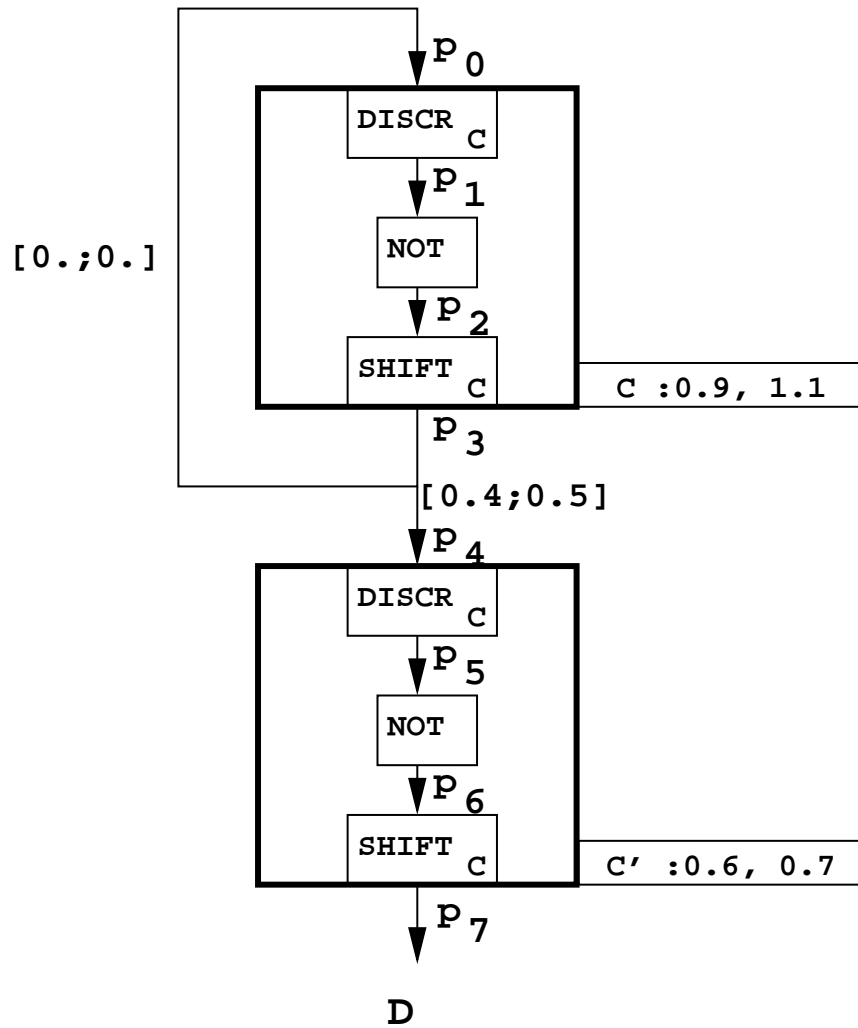 p0
DISCR C
p1
NOT
[0.;0.]
p2
SHIFT C
C :0.9, 1.1
p3
[0.4;0.5]
p4
DISCR C
p5
NOT
p6
SHIFT C
C' :0.6, 0.7
p7
D